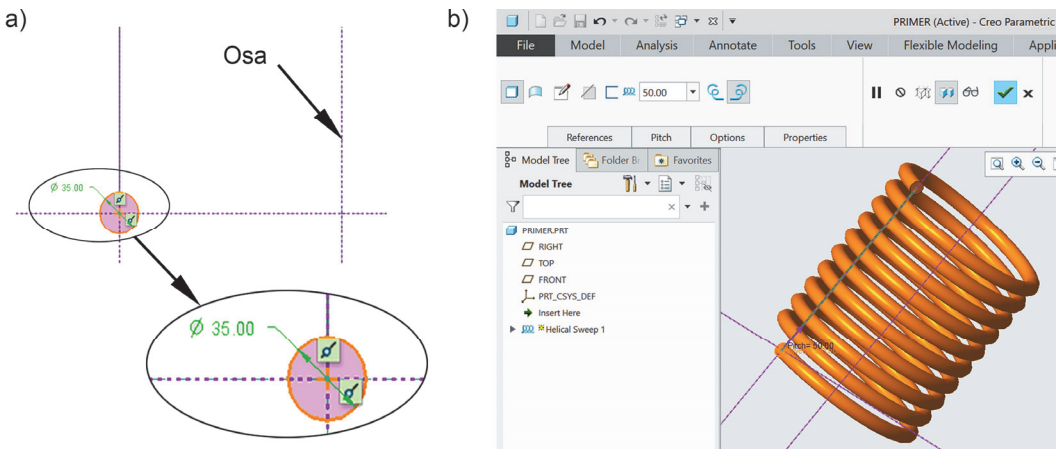 a)
Osa
Ø 35.00
Ø 35.00
b)
PRIMER (Active) - Creo Parametric
File Model Analysis Annotate Tools View Flexible Modeling Appli
50.00
References Pitch Options Properties
Model Tree Folder Br Favorites
Model Tree
PRIMER.PRT
RIGHT
TOP
FRONT
PRT_CSYS_DEF
Insert Here
Helical Sweep 1
Pitch= 50.00